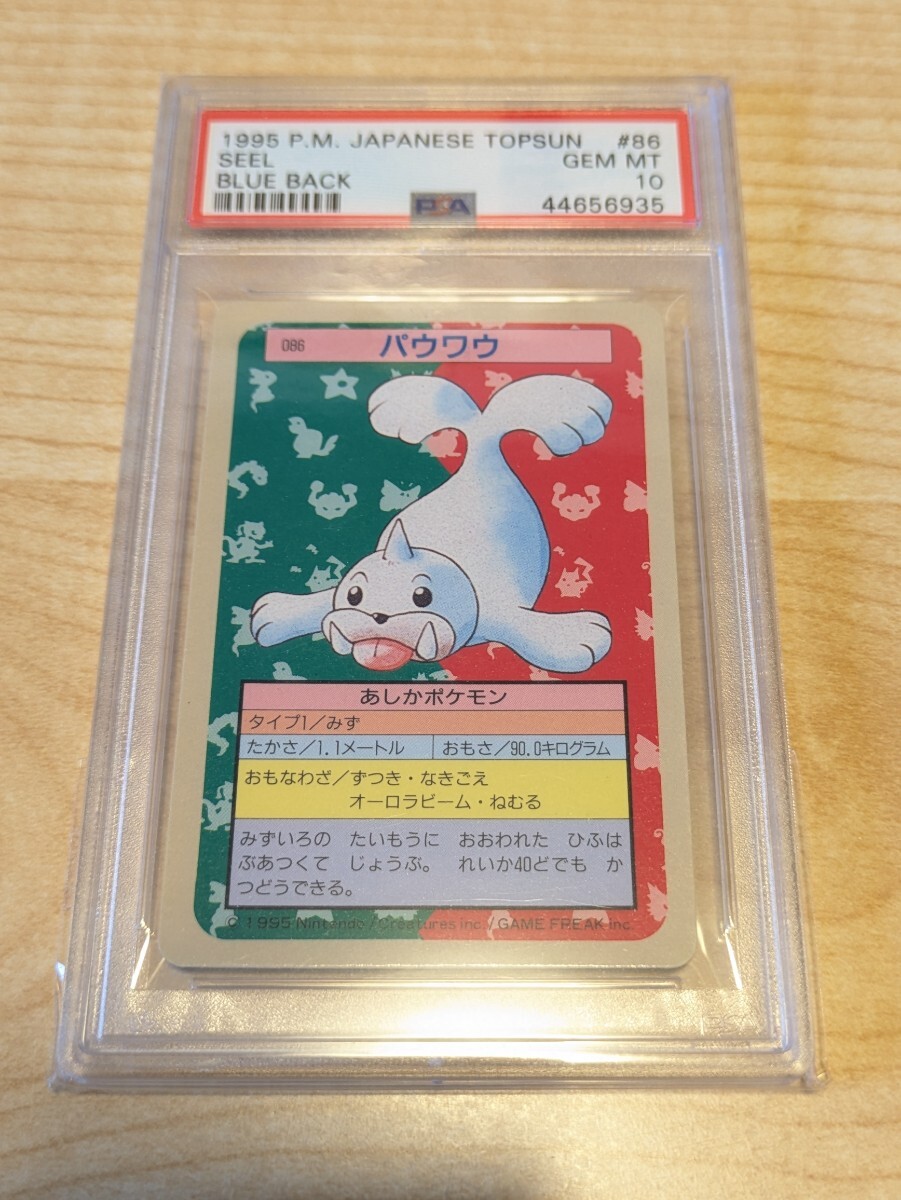 1995 P.M. JAPANESE TOPSUN #86
SEEL GEM MT
BLUE BACK 10
PSA 44656935
086 パウワウ
あしかポケモン
タイプ1/みず
たかさ/1.1メートル おもさ/90.0キログラム
おもなわざ/ずつき・なきごえ
オーロラビーム・ねむる
みずいろの たいもうに おおわれた ひふは
ぶあつくて じょうぶ。 れいか40どでも か
つどうできる。
© 1995 Nintendo/Creatures inc./GAME FREAK inc.